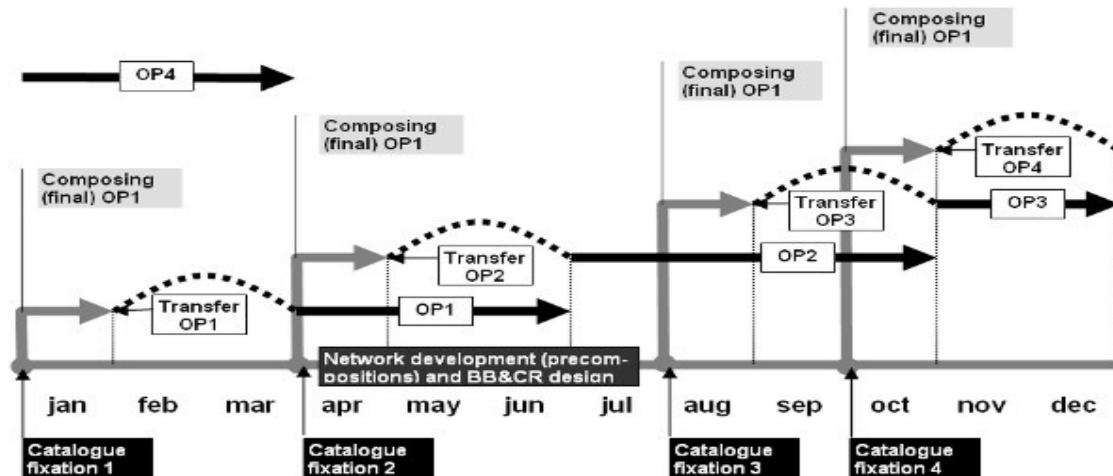 Composing
(final) OP1
OP4
Composing
(final) OP1
Composing
(final) OP1
Composing
(final) OP1
Transfer
OP4
Transfer
OP3
OP3
Transfer
OP2
OP2
Transfer
OP1
OP1
Network development (precom-
positions) and BB&CR design
jan feb mar apr may jun jul aug sep oct nov dec
Catalogue
fixation 1
Catalogue
fixation 2
Catalogue
fixation 3
Catalogue
fixation 4